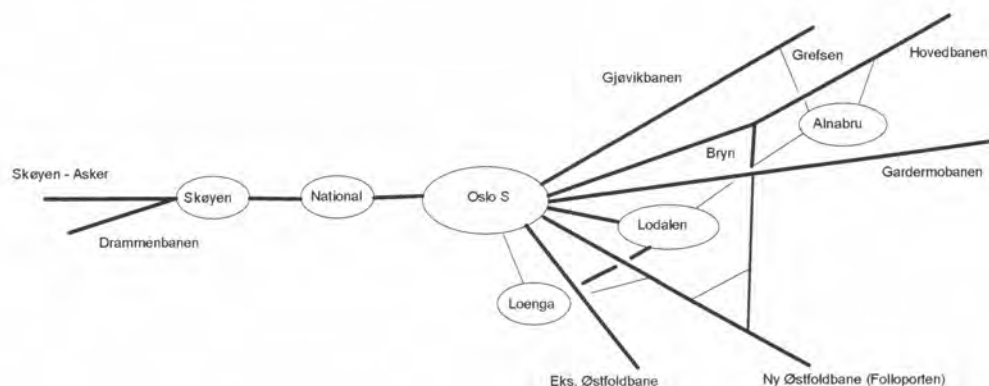 Grefsen
Hovedbanen
Gjøvikbanen
Alnabru
Bryn
Skøyen - Asker
Gardermobanen
Skøyen
National
Oslo S
Lodalen
Drammenbanen
Loenga
Eks. Østfoldbane
Ny Østfoldbane (Folloporten)